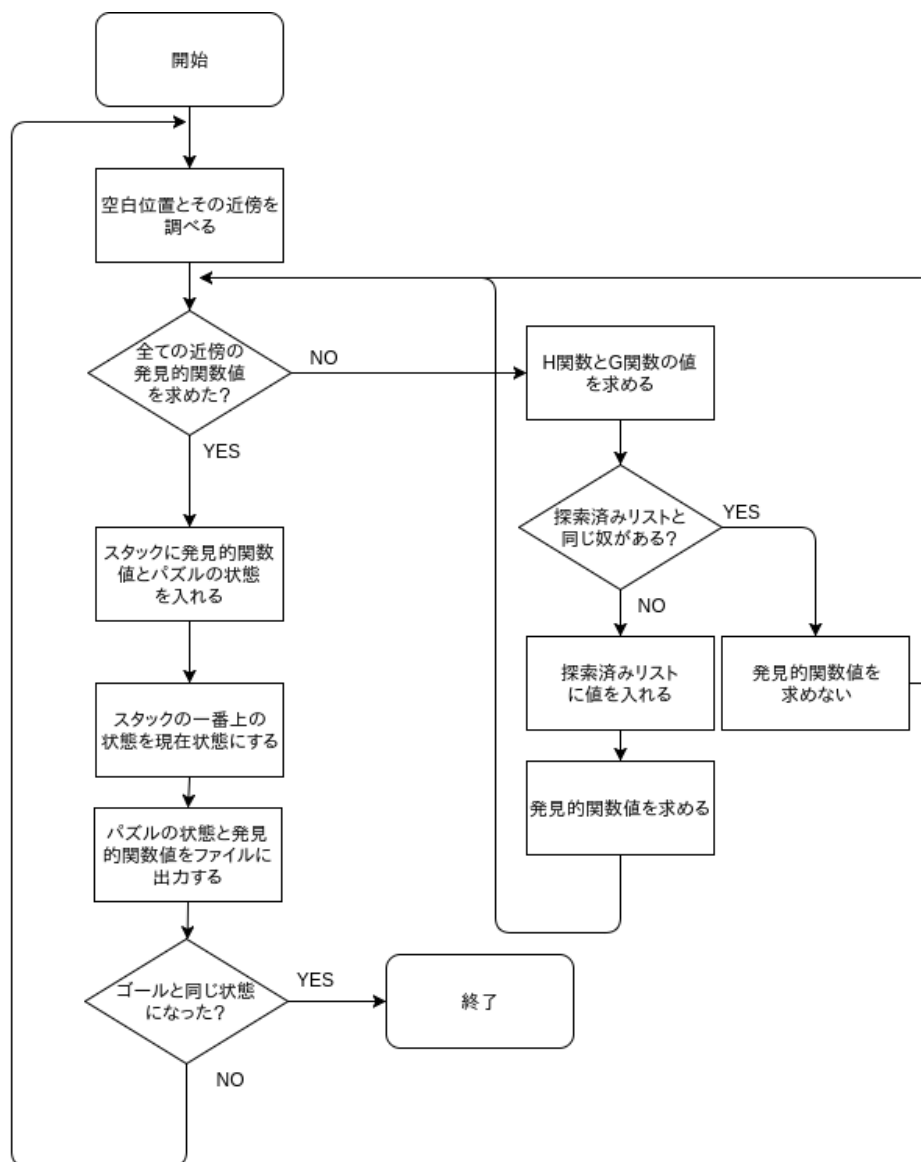 開始
空白位置とその近傍を
調べる
全ての近傍の
発見的関数値
を求めた?
NO
YES
H関数とG関数の値
を求める
探索済みリストと
同じ奴がある?
YES
NO
スタックに発見的関数
値とパズルの状態
を入れる
探索済みリスト
に値を入れる
発見的関数値を
求めない
スタックの一番上の
状態を現在状態にする
発見的関数値を求める
パズルの状態と発見
的関数値をファイルに
出力する
ゴールと同じ状態
になった?
YES
NO
終了